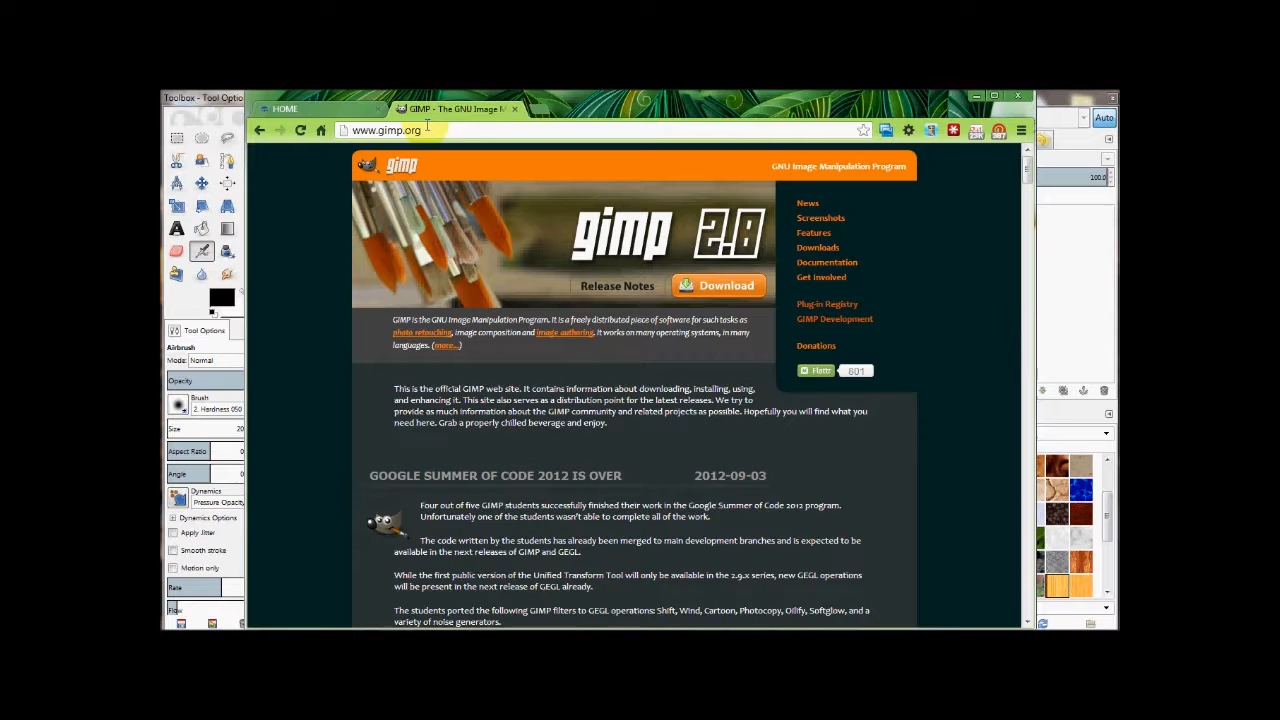 Toolbox - Tool Optio
HOME
GIMP - The GNU Image M
www.gimp.org
Auto
gimp
GNU Image Manipulation Program
100.0
gimp 2.8
Release Notes
Download
News
Screenshots
Features
Downloads
Documentation
Get Involved
Plug-in Registry
GIMP Development
Donations
Flattr
801
GIMP is the GNU Image Manipulation Program. It is a freely distributed piece of software for such tasks as
photo retouching, image composition and image authoring. It works on many operating systems, in many
languages. (more...)
This is the official GIMP web site. It contains information about downloading, installing, using,
and enhancing it. This site also serves as a distribution point for the latest releases. We try to
provide as much information about the GIMP community and related projects as possible. Hopefully you will find what you
need here. Grab a properly chilled beverage and enjoy.
GOOGLE SUMMER OF CODE 2012 IS OVER 2012-09-03
Four out of five GIMP students successfully finished their work in the Google Summer of Code 2012 program.
Unfortunately one of the students wasn't able to complete all of the work.
The code written by the students has already been merged to main development branches and is expected to be
available in the next releases of GIMP and GEGL.
While the first public version of the Unified Transform Tool will only be available in the 2.9.x series, new GEGL operations
will be present in the next release of GEGL already.
The students ported the following GIMP filters to GEGL operations: Shift, Wind, Cartoon, Photocopy, Oilify, Softglow, and a
variety of noise generators.
Tool Options
Airbrush
Mode: Normal
Opacity
Brush
2. Hardness 050
Size 20
Aspect Ratio 0
Angle 0
Dynamics
Pressure Opacity
Dynamics Options
Apply Jitter
Smooth stroke
Motion only
Rate
Flow